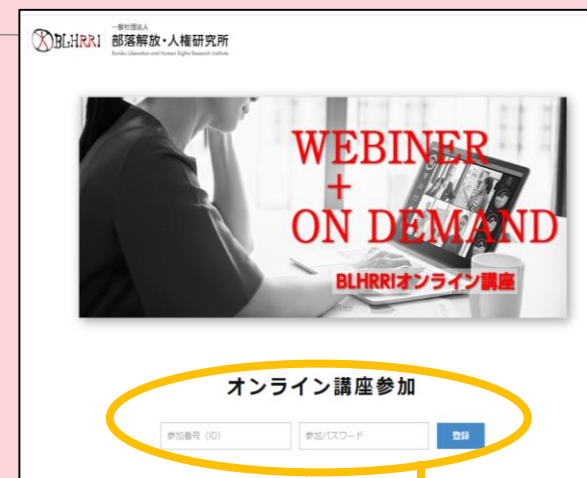 BLHRRI
一般社団法人
部落解放・人権研究所
Buraku Liberation and Human Rights Research Institute
WEBINER
+
ON DEMAND
BLHRRIオンライン講座
オンライン講座参加
参加番号（ID）
参加パスワード
登録